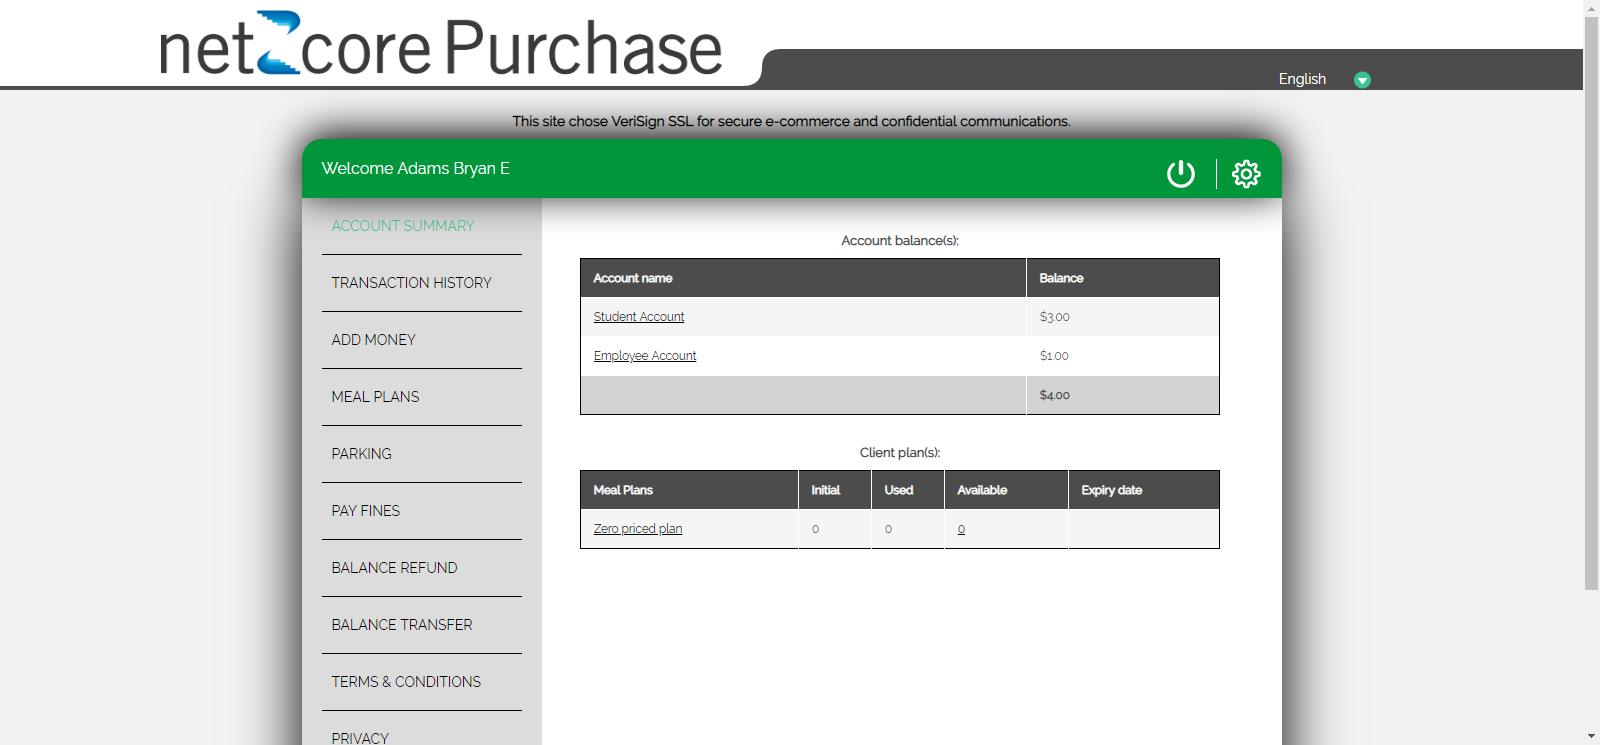 netZcore Purchase
English
This site chose VeriSign SSL for secure e-commerce and confidential communications.
Welcome Adams Bryan E
ACCOUNT SUMMARY
TRANSACTION HISTORY
ADD MONEY
MEAL PLANS
PARKING
PAY FINES
BALANCE REFUND
BALANCE TRANSFER
TERMS & CONDITIONS
PRIVACY
Account balance(s):
Account name Balance
Student Account $3.00
Employee Account $1.00
$4.00
Client plan(s):
Meal Plans Initial Used Available Expiry date
Zero priced plan 0 0 0